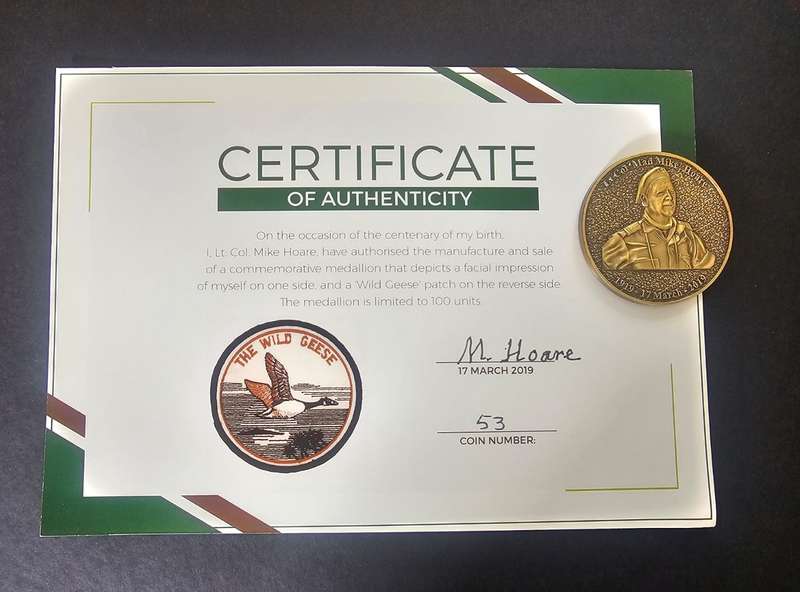 CERTIFICATE
OF AUTHENTICITY
On the occasion of the centenary of my birth,
I, Lt. Col. Mike Hoare, have authorised the manufacture and sale
of a commemorative medallion that depicts a facial impression
of myself on one side, and a 'Wild Geese' patch on the reverse side.
The medallion is limited to 100 units.
THE WILD GEESE
M. Hoare
17 MARCH 2019
53
COIN NUMBER:
Lt Col 'Mad Mike' Hoare
1919 - 17 March - 2019